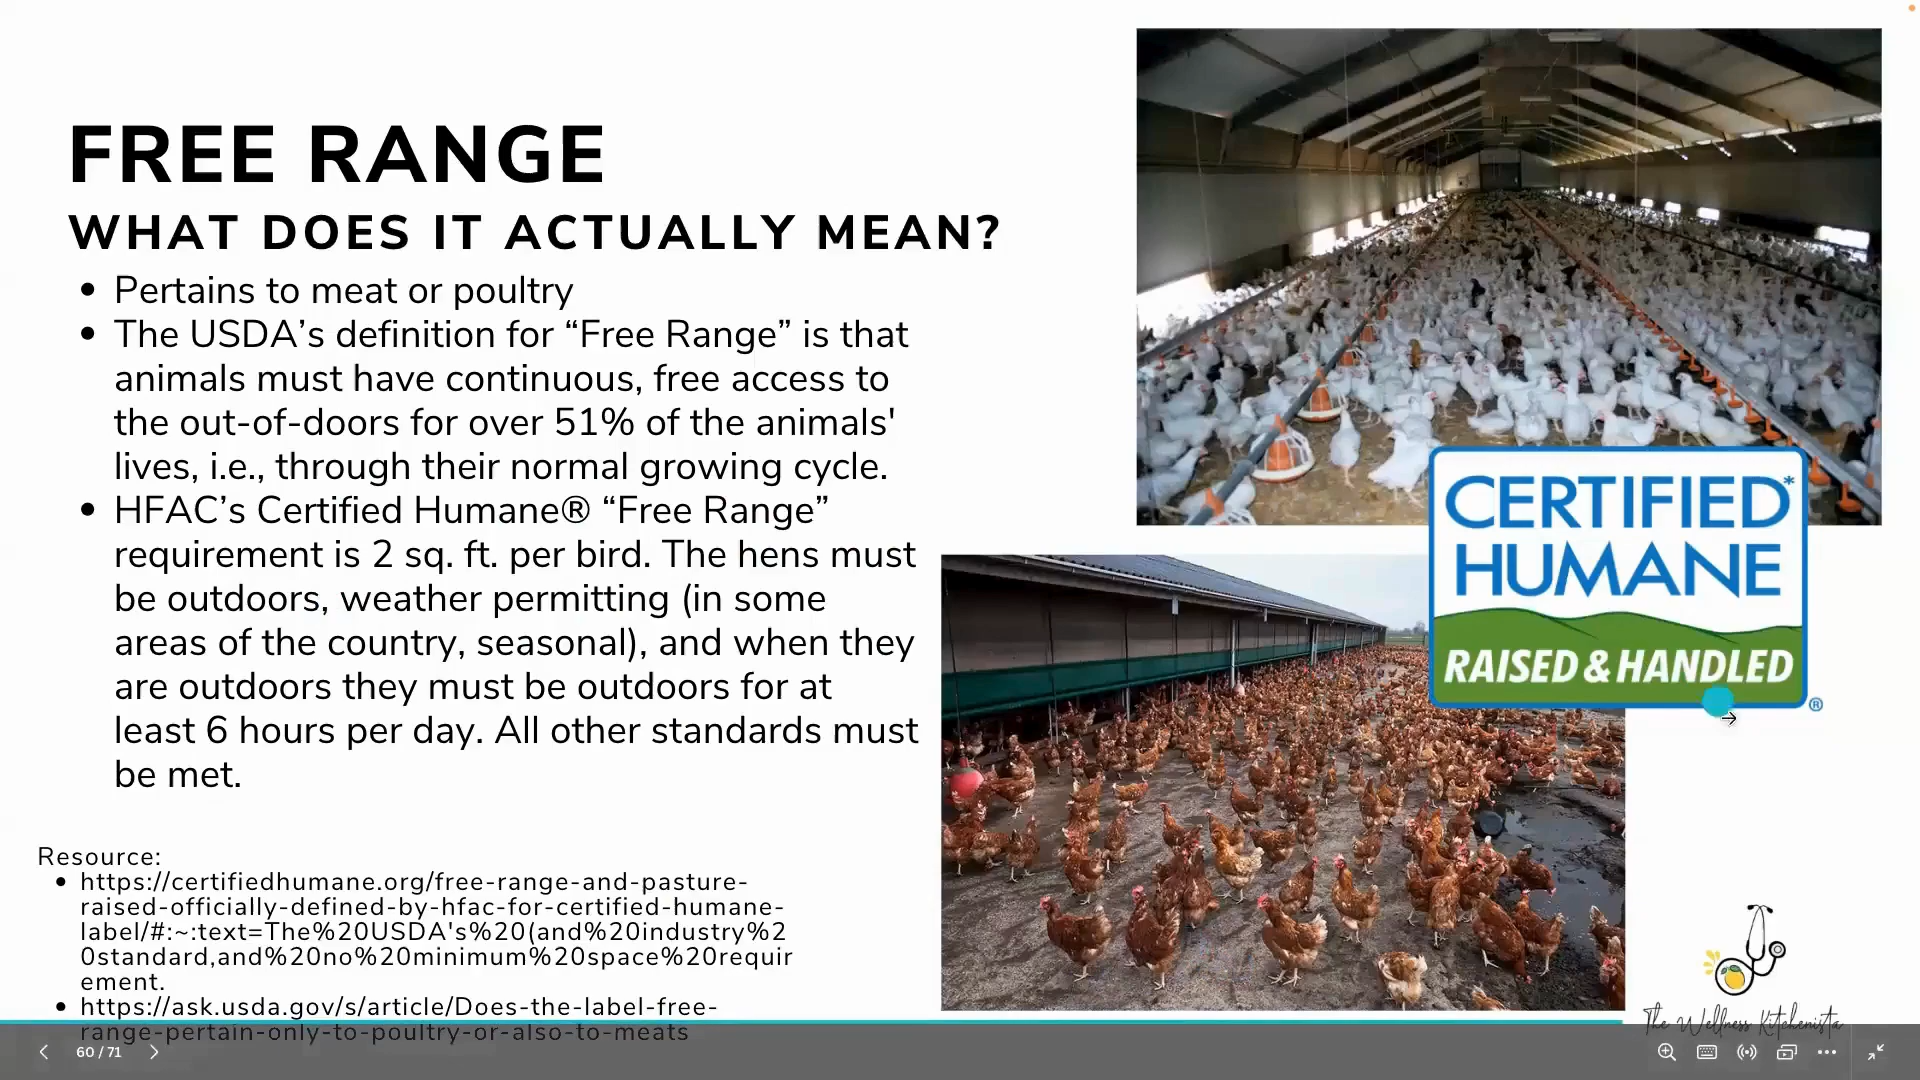 FREE RANGE
WHAT DOES IT ACTUALLY MEAN?
• Pertains to meat or poultry
• The USDA’s definition for “Free Range” is that
animals must have continuous, free access to
the out-of-doors for over 51% of the animals'
lives, i.e., through their normal growing cycle.
• HFAC’s Certified Humane® “Free Range”
requirement is 2 sq. ft. per bird. The hens must
be outdoors, weather permitting (in some
areas of the country, seasonal), and when they
are outdoors they must be outdoors for at
least 6 hours per day. All other standards must
be met.
Resource:
• https://certifiedhumane.org/free-range-and-pasture-
raised-officially-defined-by-hfac-for-certified-humane-
label/#:~:text=The%20USDA's%20(and%20industry%2
0standard,and%20no%20minimum%20space%20requir
ement.
• https://ask.usda.gov/s/article/Does-the-label-free-
range-pertain-only-to-poultry-or-also-to-meats
CERTIFIED*
HUMANE
RAISED & HANDLED
®
The Wellness Kitchenista
60 / 71